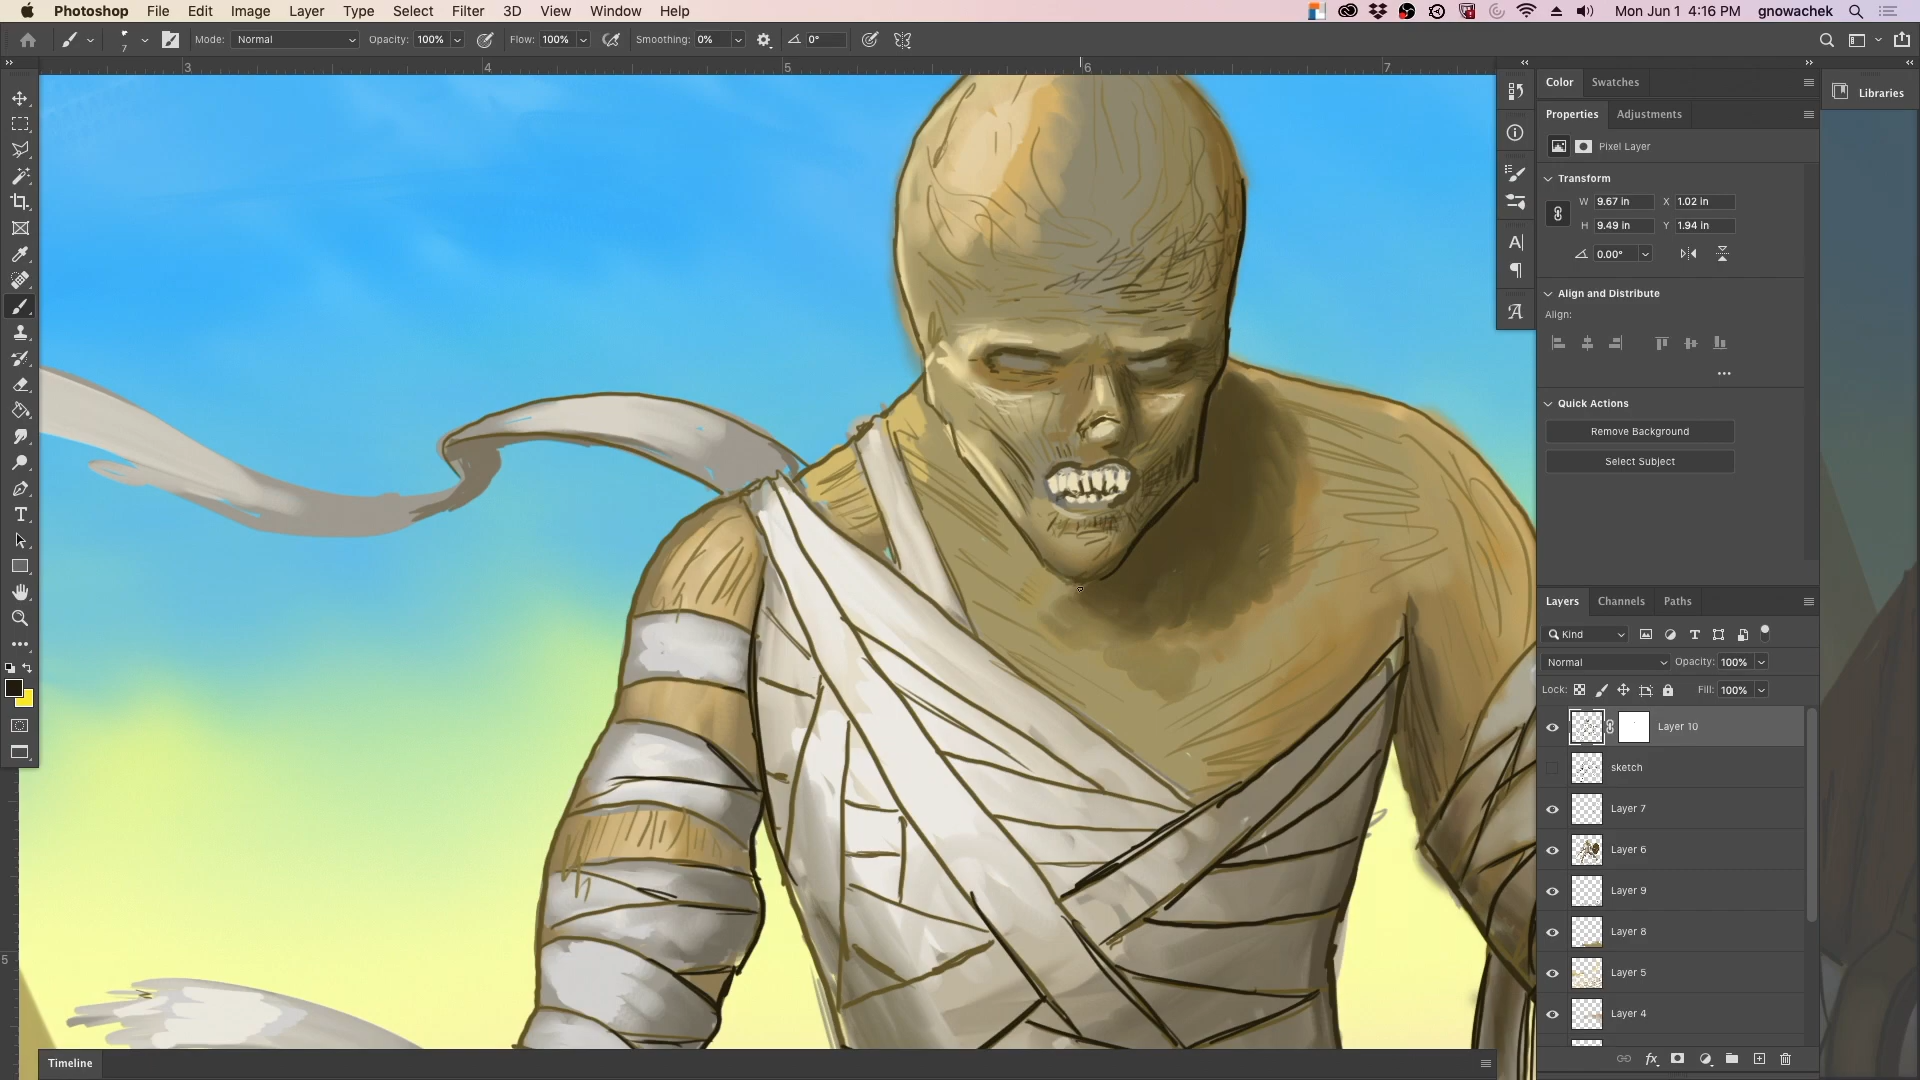 Photoshop File Edit Image Layer Type Select Filter 3D View Window Help Mon Jun 1 4:16 PM gnowachek
7 Mode: Normal Opacity: 100% Flow: 100% Smoothing: 0% 0°
3 4 5 6 7
Color Swatches
Libraries
Properties Adjustments
Pixel Layer
Transform
W 9.67 in X 1.02 in
H 9.49 in Y 1.94 in
0.00°
Align and Distribute
Align:
Quick Actions
Remove Background
Select Subject
Layers Channels Paths
Kind
Normal Opacity: 100%
Lock: Fill: 100%
Layer 10
sketch
Layer 7
Layer 6
Layer 9
Layer 8
5
Layer 5
Layer 4
Timeline
fx